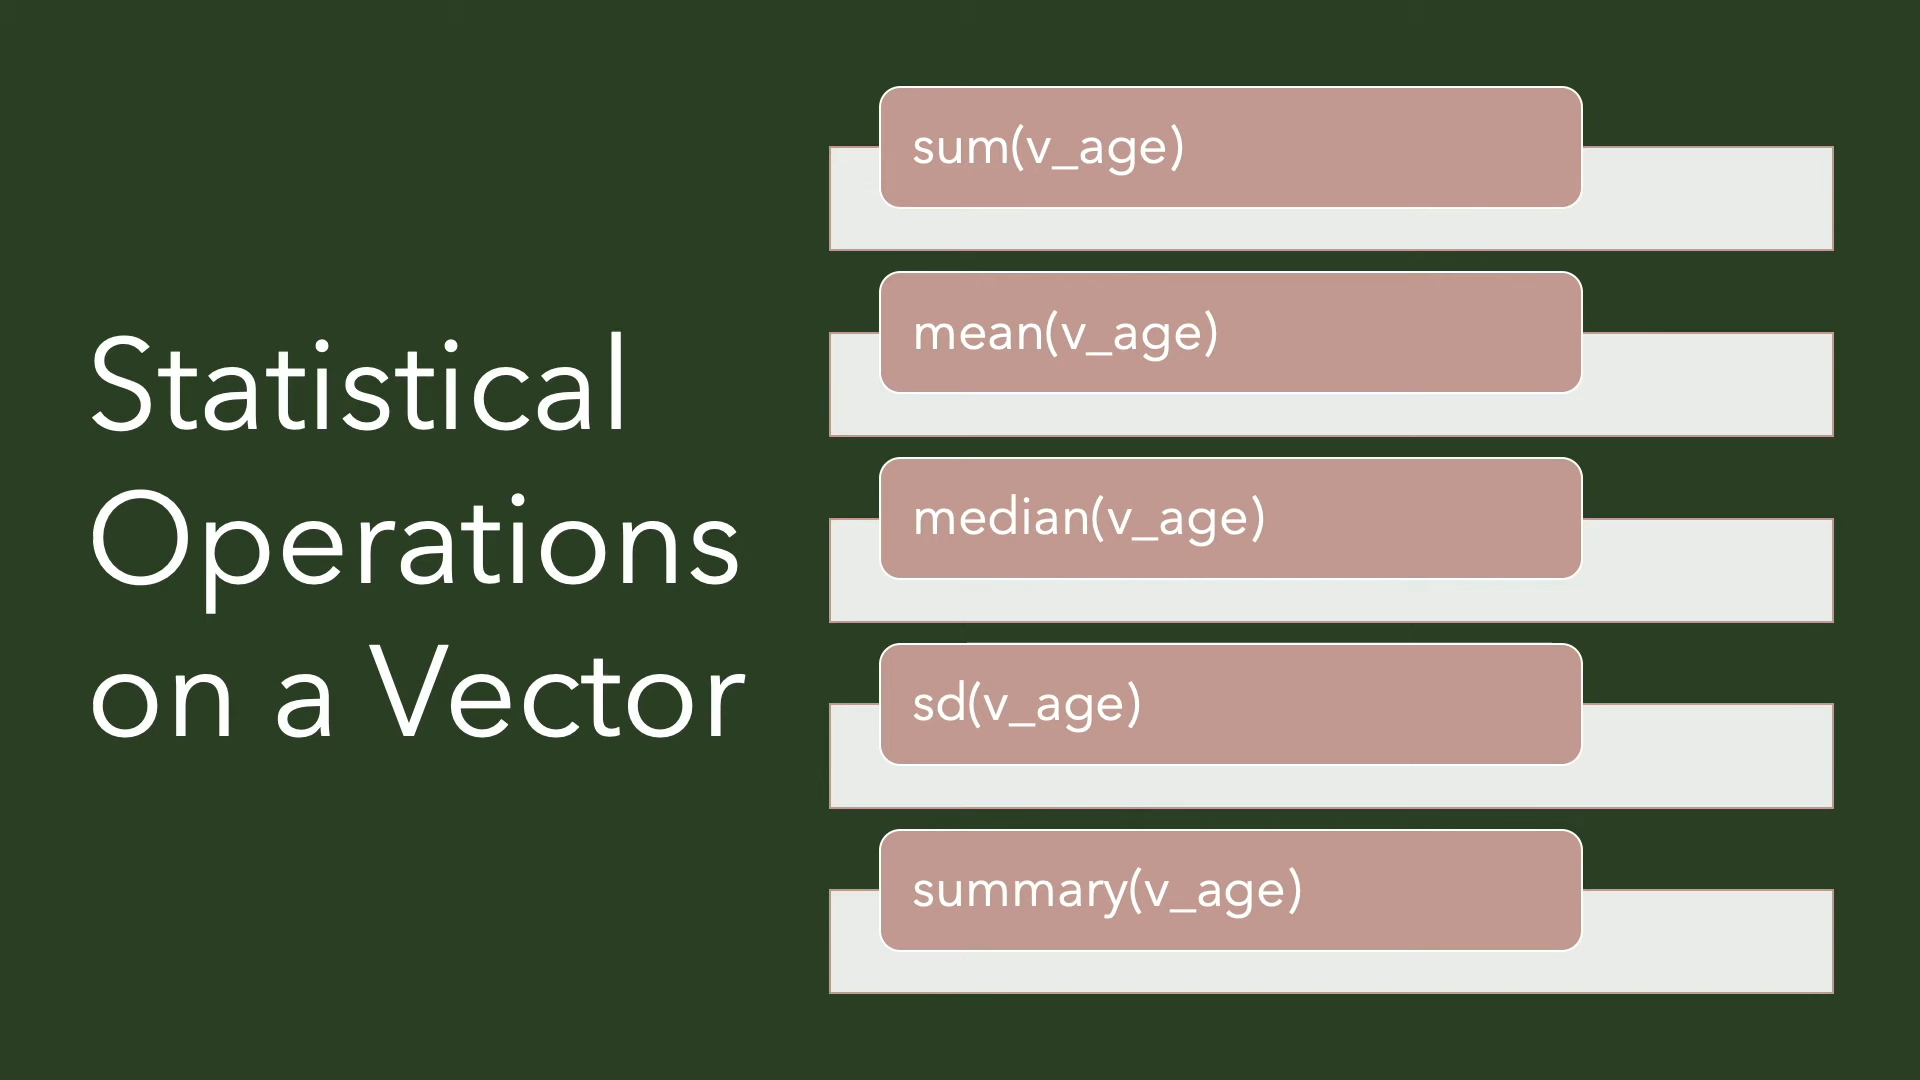 Statistical
Operations
on a Vector
sum(v_age)
mean(v_age)
median(v_age)
sd(v_age)
summary(v_age)